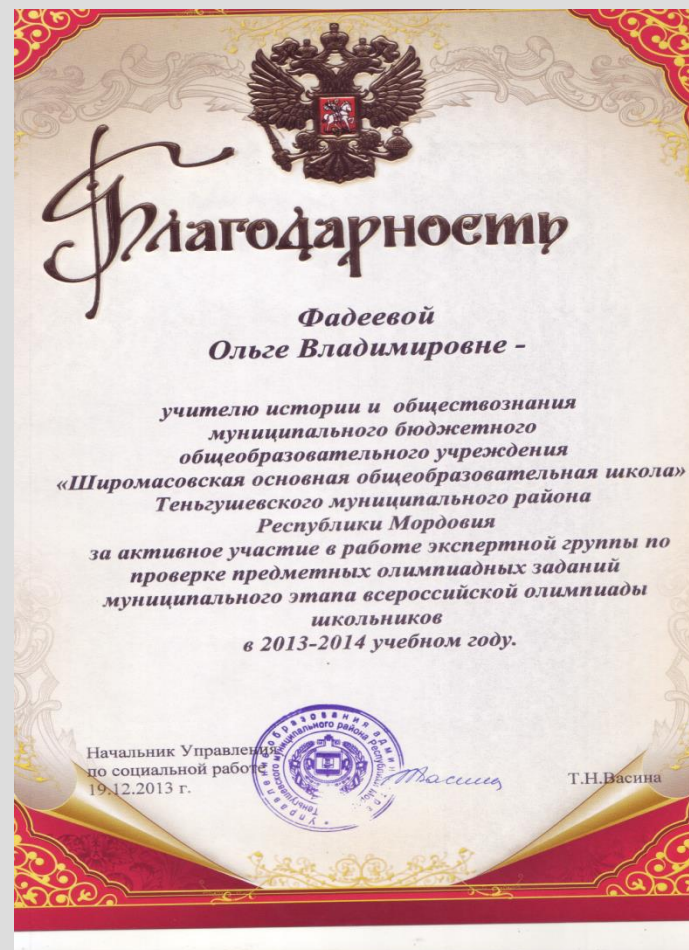 Благодарность
Фадеевой
Ольге Владимировне -
учителю истории и обществознания
муниципального бюджетного
общеобразовательного учреждения
«Широмасовская основная общеобразовательная школа»
Теньгушевского муниципального района
Республики Мордовия
за активное участие в работе экспертной группы по
проверке предметных олимпиадных заданий
муниципального этапа всероссийской олимпиады
школьников
в 2013-2014 учебном году.
Начальник Управления
по социальной работе
19.12.2013 г.
Т.Н.Васина